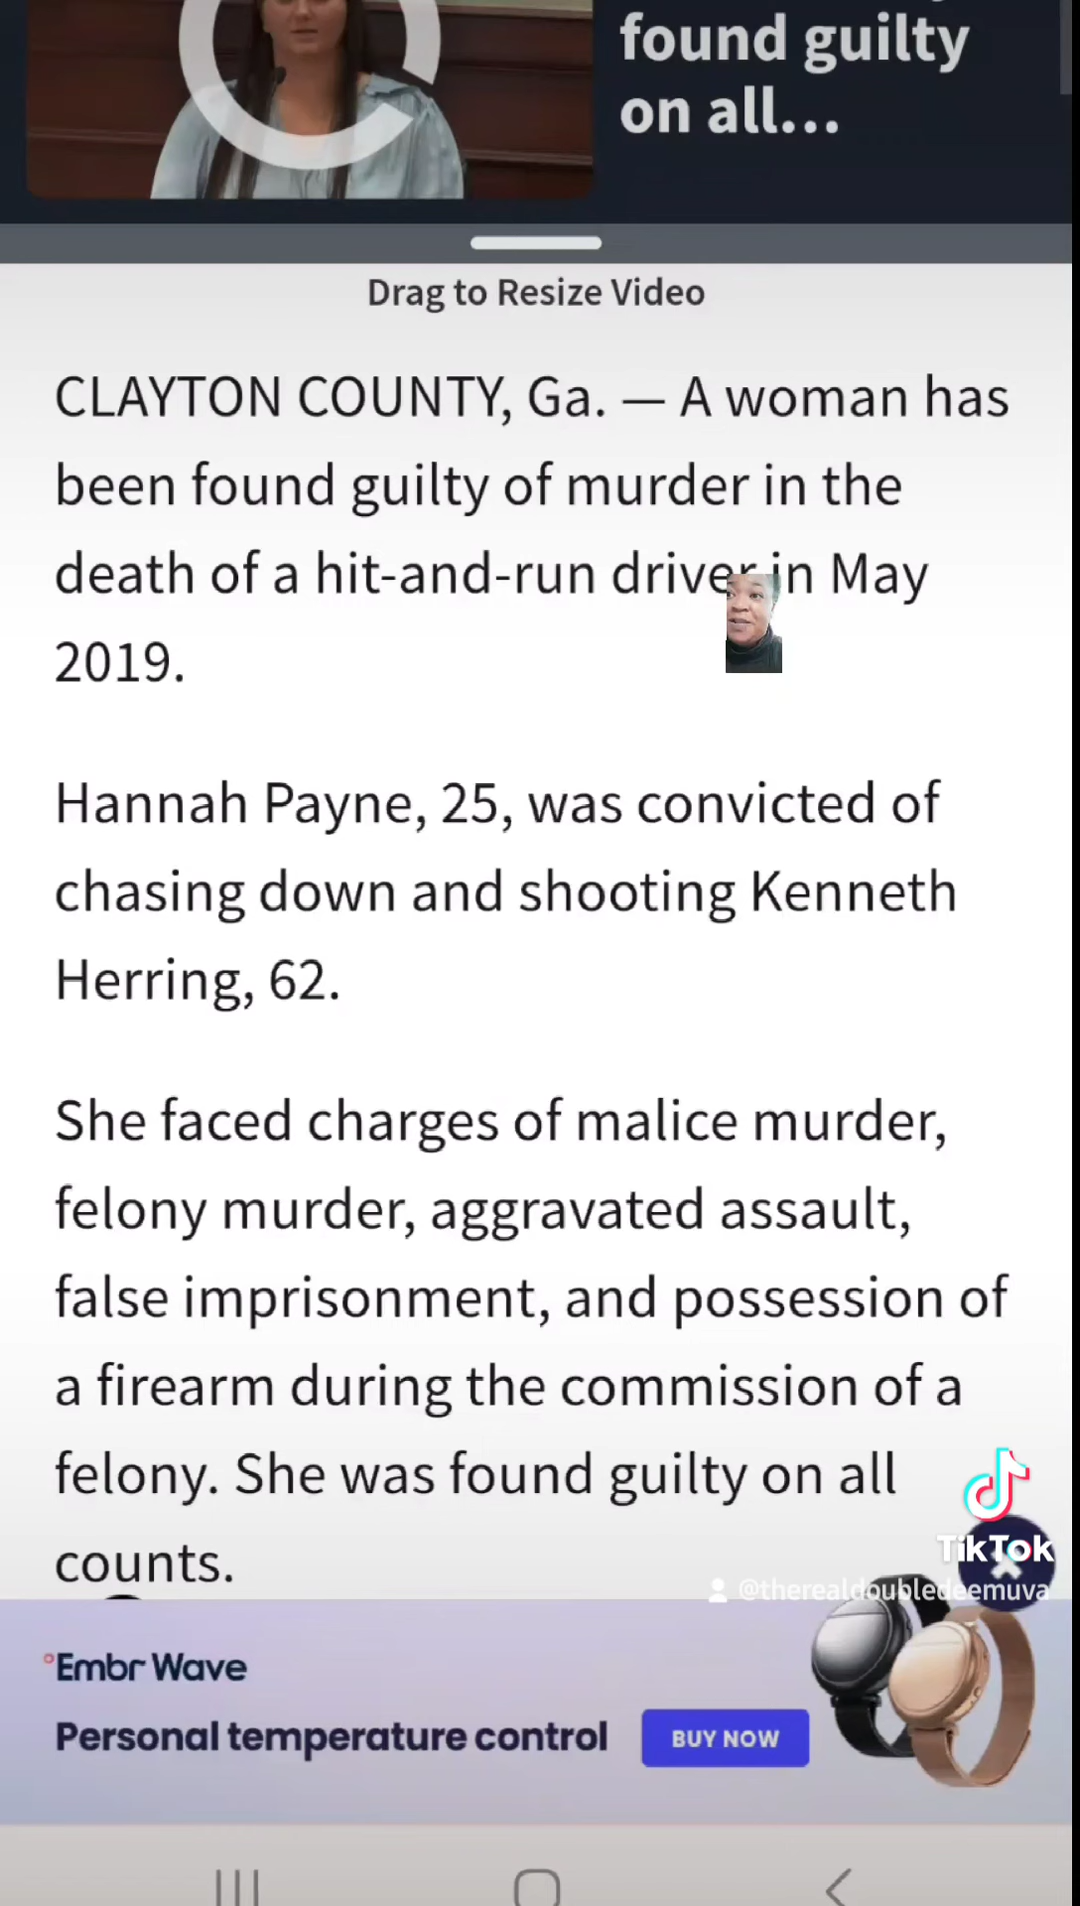 found guilty
on all...
Drag to Resize Video
CLAYTON COUNTY, Ga. — A woman has
been found guilty of murder in the
death of a hit-and-run driver in May
2019.
Hannah Payne, 25, was convicted of
chasing down and shooting Kenneth
Herring, 62.
She faced charges of malice murder,
felony murder, aggravated assault,
false imprisonment, and possession of
a firearm during the commission of a
felony. She was found guilty on all
counts.
TikTok
@therealdoubledeemuva
Embr Wave
Personal temperature control
BUY NOW